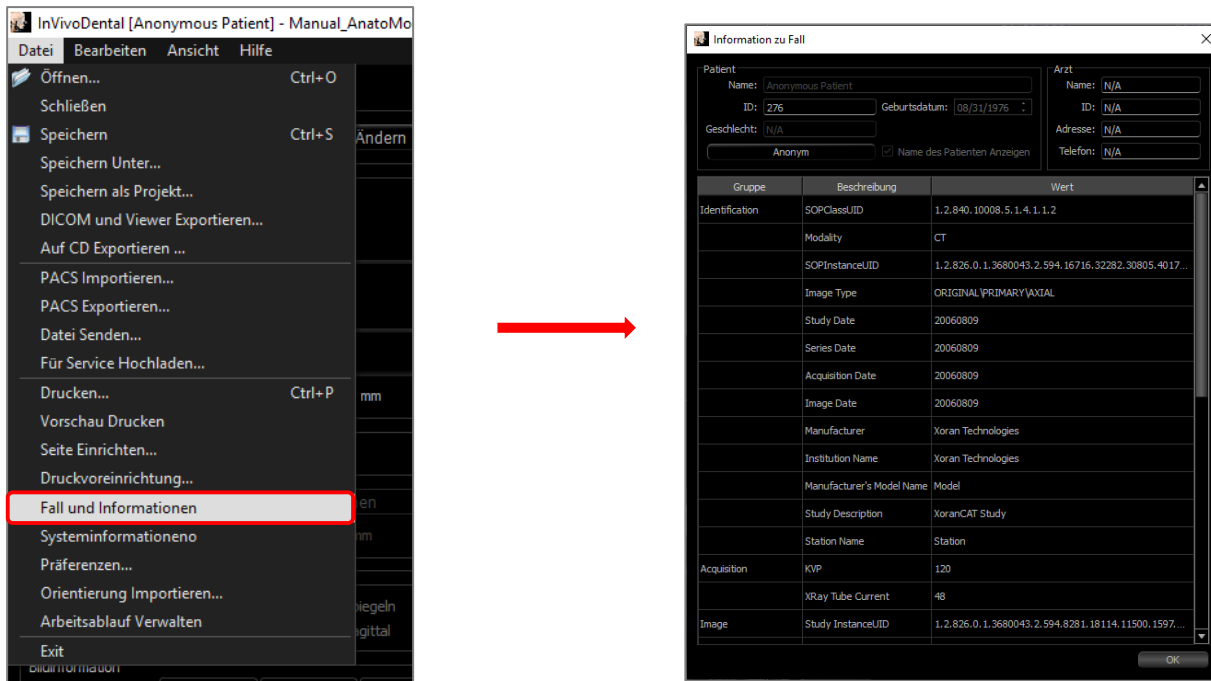 InVivoDental [Anonymous Patient] - Manual_AnatoMo
Datei Bearbeiten Ansicht Hilfe
Öffnen... Ctrl+O
Schließen
Speichern Ctrl+S
Ändern
Speichern Unter...
Speichern als Projekt...
DICOM und Viewer Exportieren...
Auf CD Exportieren ...
PACS Importieren...
PACS Exportieren...
Datei Senden...
Für Service Hochladen...
Drucken... Ctrl+P
mm
Vorschau Drucken
Seite Einrichten...
Druckvoreinrichtung...
Fall und Informationen
en
Systeminformationeno
mm
Präferenzen...
Orientierung Importieren...
piegeln
Arbeitsablauf Verwalten
agittal
Exit
Bildinformation
Information zu Fall
Patient
Name: Anonymous Patient
ID: 276 Geburtsdatum: 08/31/1976
Geschlecht: N/A
Anonym Name des Patienten Anzeigen
Arzt
Name: N/A
ID: N/A
Adresse: N/A
Telefon: N/A
Gruppe Beschreibung Wert
Identification SOPClassUID 1.2.840.10008.5.1.4.1.1.2
Modality CT
SOPInstanceUID 1.2.826.0.1.3680043.2.594.16716.32282.30805.4017...
Image Type ORIGINAL\PRIMARY\AXIAL
Study Date 20060809
Series Date 20060809
Acquisition Date 20060809
Image Date 20060809
Manufacturer Xoran Technologies
Institution Name Xoran Technologies
Manufacturer's Model Name Model
Study Description XoranCAT Study
Station Name Station
Acquisition KVP 120
XRay Tube Current 48
Image Study InstanceUID 1.2.826.0.1.3680043.2.594.8281.18114.11500.1597....
OK